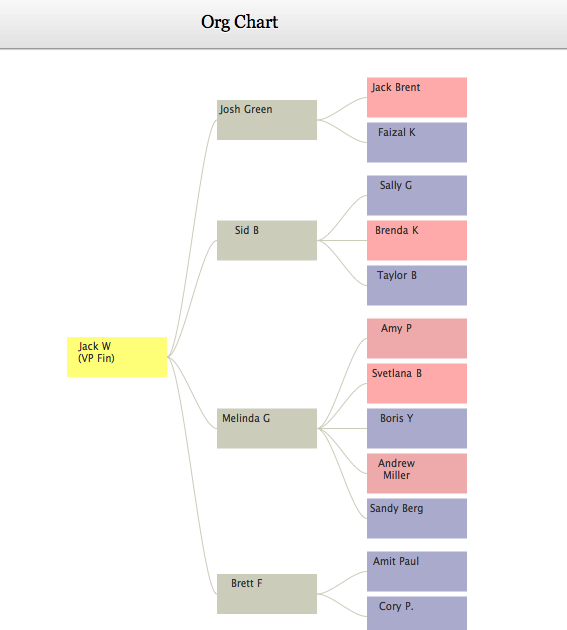 Org Chart
Jack W
(VP Fin)
Josh Green
Jack Brent
Faizal K
Sid B
Sally G
Brenda K
Taylor B
Melinda G
Amy P
Svetlana B
Boris Y
Andrew
Miller
Sandy Berg
Brett F
Amit Paul
Cory P.